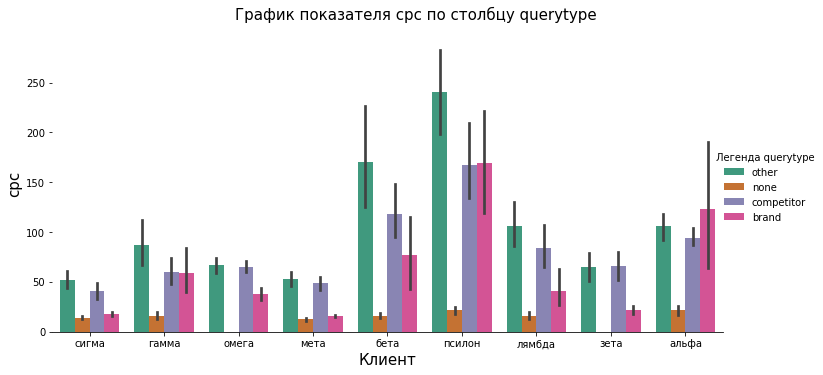 График показателя cpc по столбцу querytype
cpc
250
200
150
100
50
0
сигма гамма омега мета бета псилон лямбда зета альфа
Клиент
Легенда querytype
other
none
competitor
brand